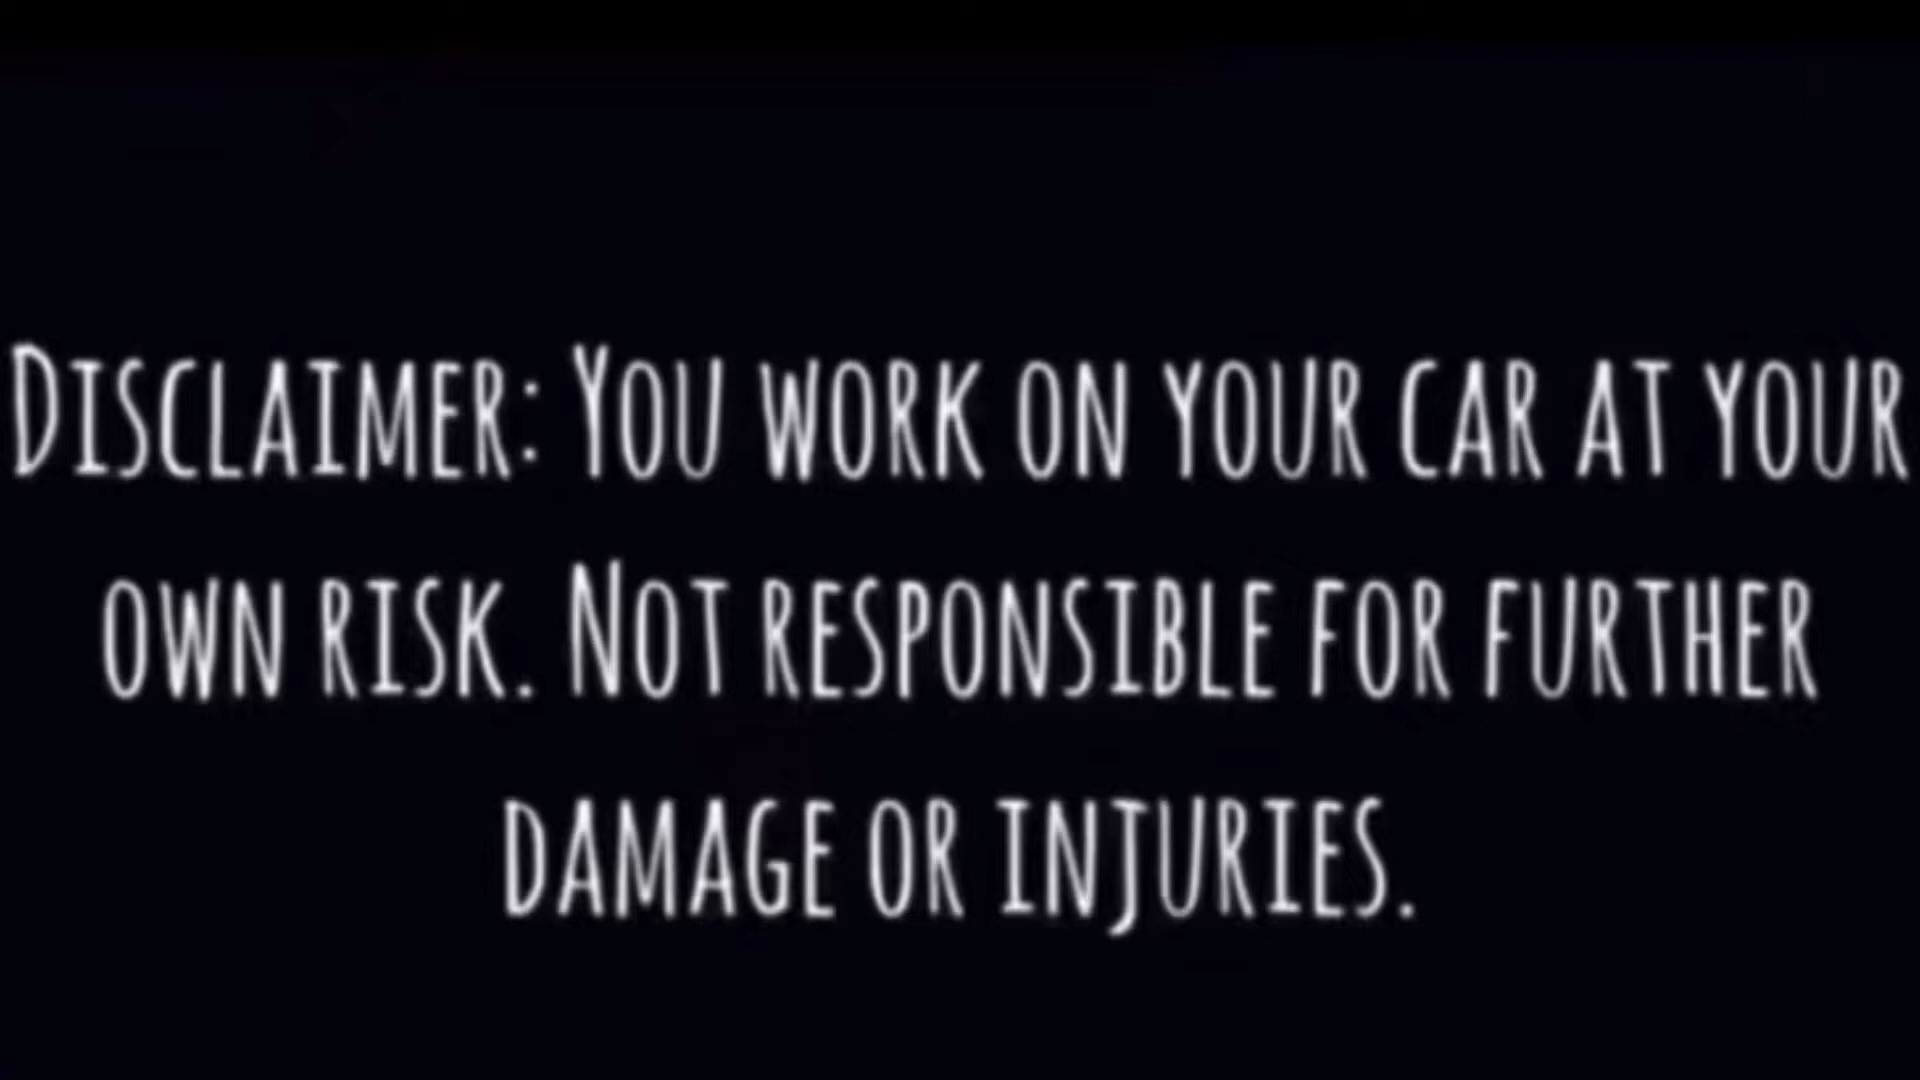 Disclaimer: You work on your car at your
own risk. Not responsible for further
damage or injuries.